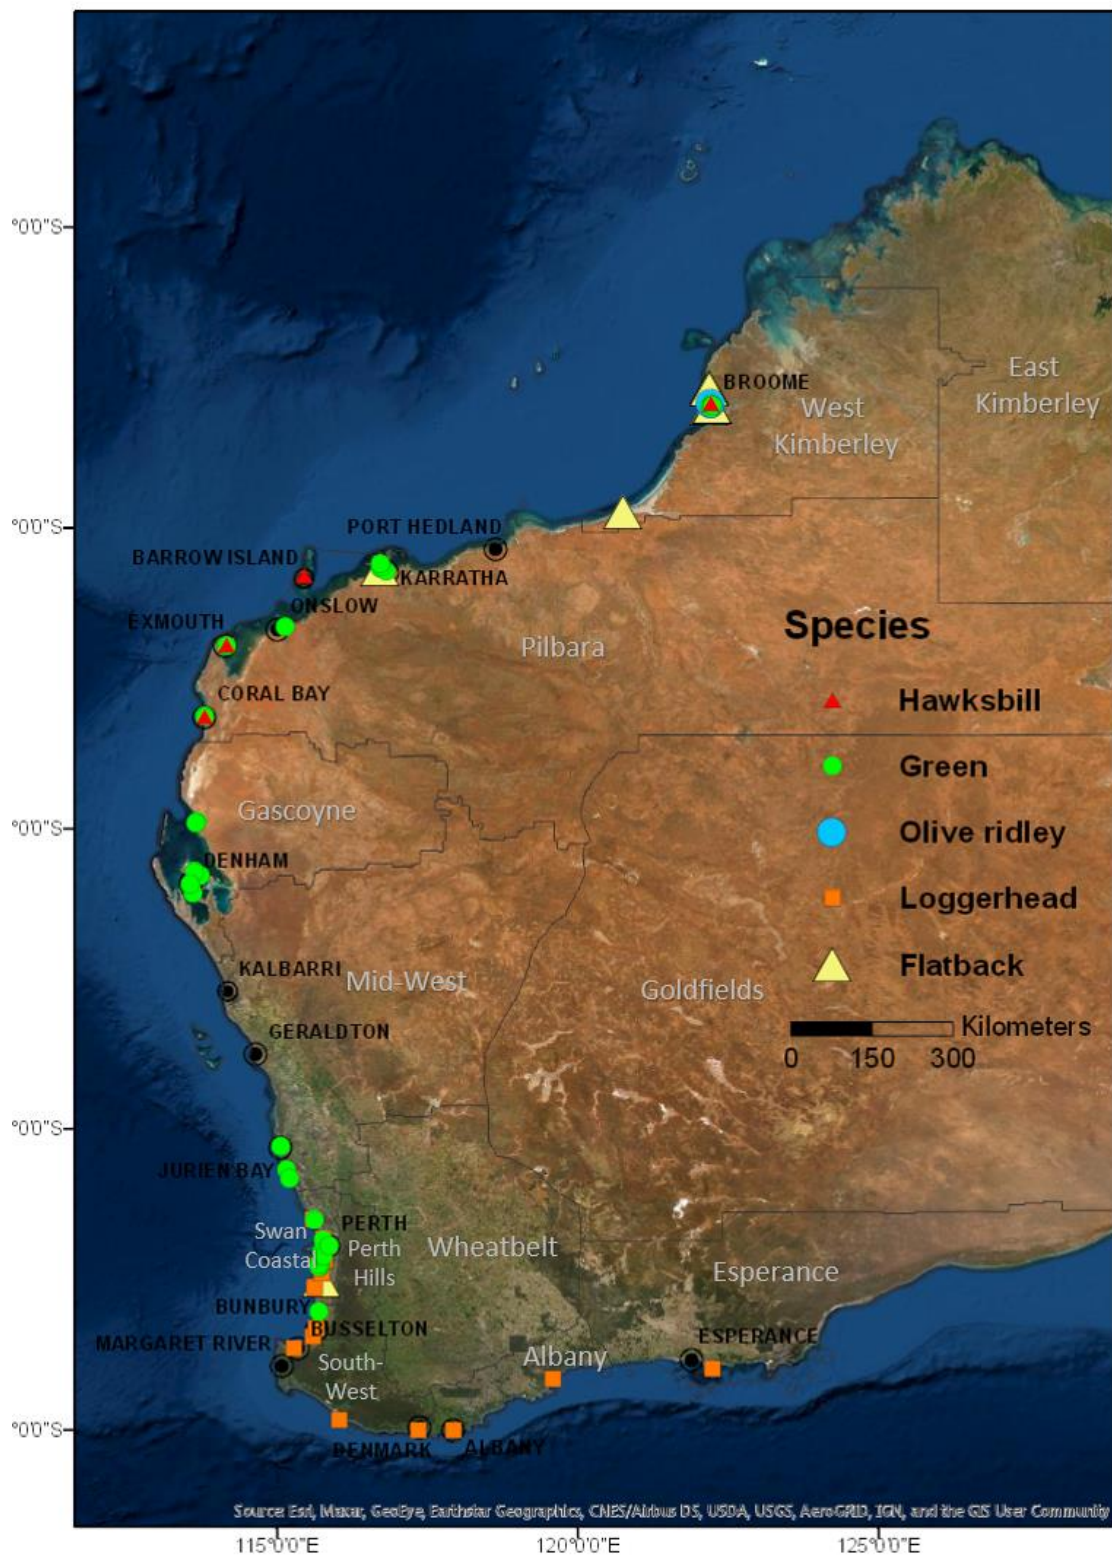 °0'0"S
BROOME
East
Kimberley
West
Kimberley
°0'0"S
PORT HEDLAND
BARROW ISLAND
KARRATHA
ONSLOW
EXMOUTH
Species
Pilbara
CORAL BAY
Hawksbill
Green
Gascoyne
°0'0"S
Olive ridley
DENHAM
Loggerhead
KALBARRI
Mid-West
Goldfields
Flatback
GERALDTON
Kilometers
0 150 300
°0'0"S
JURIEN BAY
PERTH
Swan
Coastal
Perth
Hills
Wheatbelt
Esperance
BUNBURY
BUSSELTON
MARGARET RIVER
ESPERANCE
Albany
South-
West
°0'0"S
DENMARK
ALBANY
Source: Esri, Maxar, GeoEye, Earthstar Geographics, CNES/Airbus DS, USDA, USGS, AeroGRID, IGN, and the GIS User Community
115°0'0"E 120°0'0"E 125°0'0"E